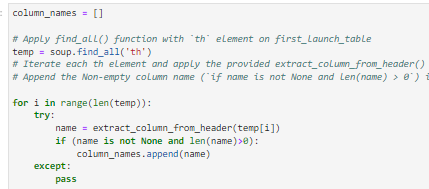 column_names = []
# Apply find_all() function with `th` element on first_launch_table
temp = soup.find_all('th')
# Iterate each th element and apply the provided extract_column_from_header()
# Append the Non-empty column name (`if name is not None and Len(name) > 0`) i
for i in range(len(temp)):
    try:
        name = extract_column_from_header(temp[i])
        if (name is not None and len(name)>0):
            column_names.append(name)
    except:
        pass